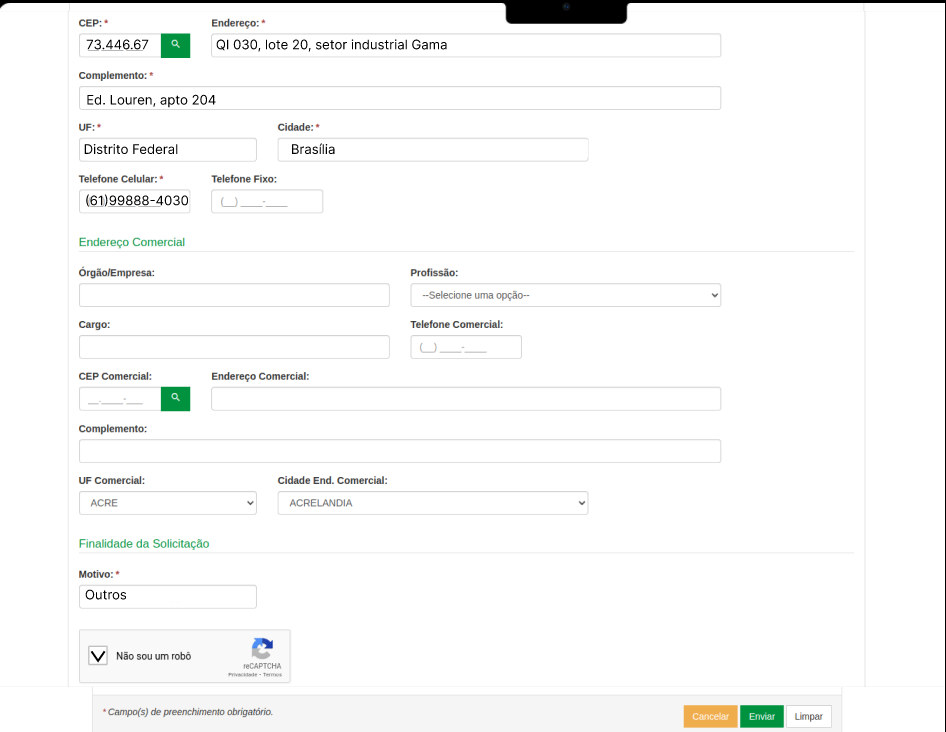 CEP: * Endereço: *
73.446.67 QI 030, lote 20, setor industrial Gama
Complemento: *
Ed. Louren, apto 204
UF: * Cidade: *
Distrito Federal Brasília
Telefone Celular: * Telefone Fixo:
(61)99888-4030 (__) ____-____
Endereço Comercial
Órgão/Empresa: Profissão:
--Selecione uma opção--
Cargo: Telefone Comercial:
(__) ____-____
CEP Comercial: Endereço Comercial:
__.___-___
Complemento:
UF Comercial: Cidade End. Comercial:
ACRE ACRELANDIA
Finalidade da Solicitação
Motivo: *
Outros
Não sou um robô
reCAPTCHA
Privacidade - Termos
* Campo(s) de preenchimento obrigatório.
Cancelar Enviar Limpar